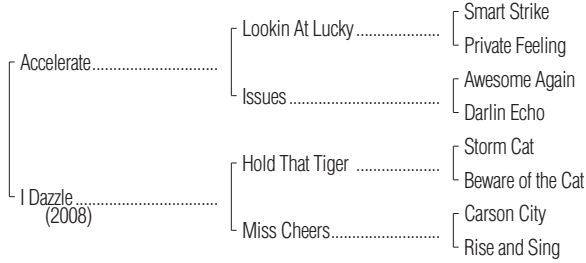 Smart Strike
Lookin At Lucky
Private Feeling
Accelerate
Awesome Again
Issues
Darlin Echo
Storm Cat
Hold That Tiger
Beware of the Cat
I Dazzle
(2008)
Carson City
Miss Cheers
Rise and Sing